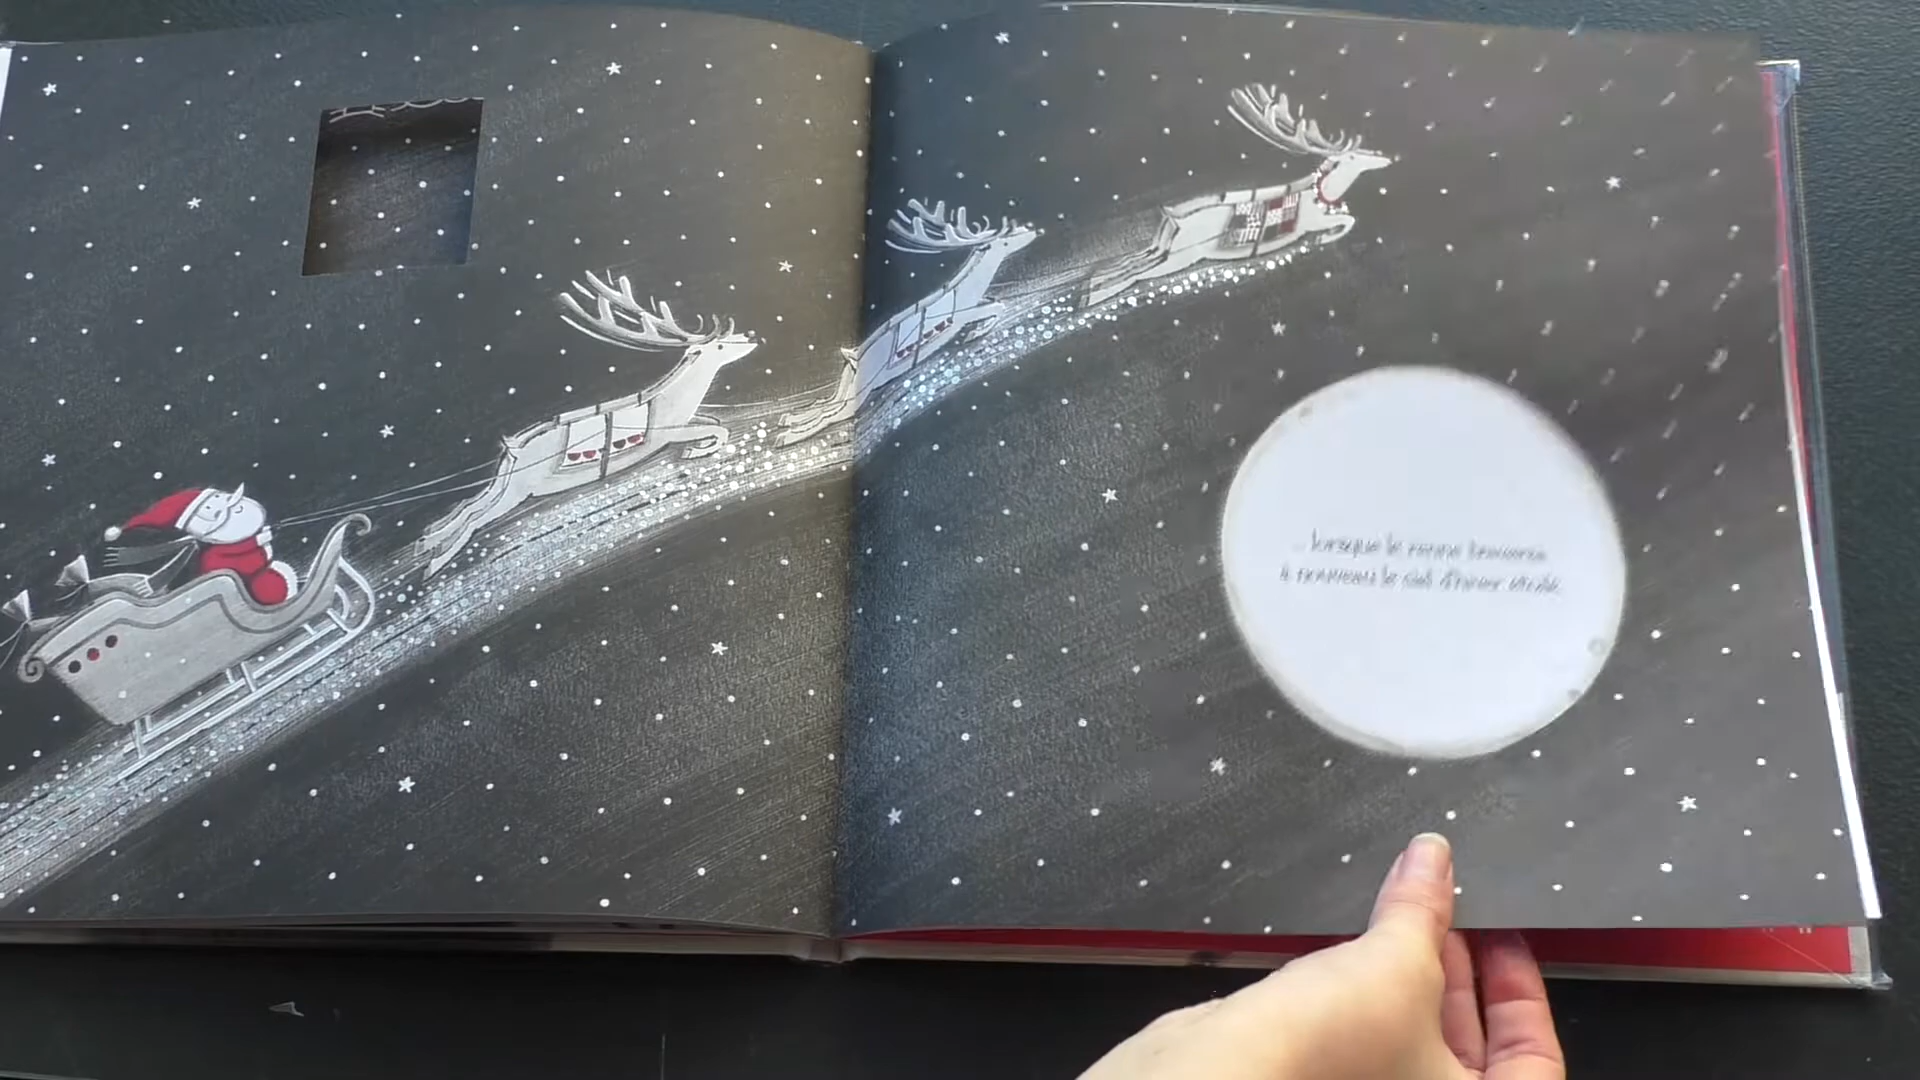 ... lorsque le renne traversa
à nouveau le ciel d'hiver étoilé.